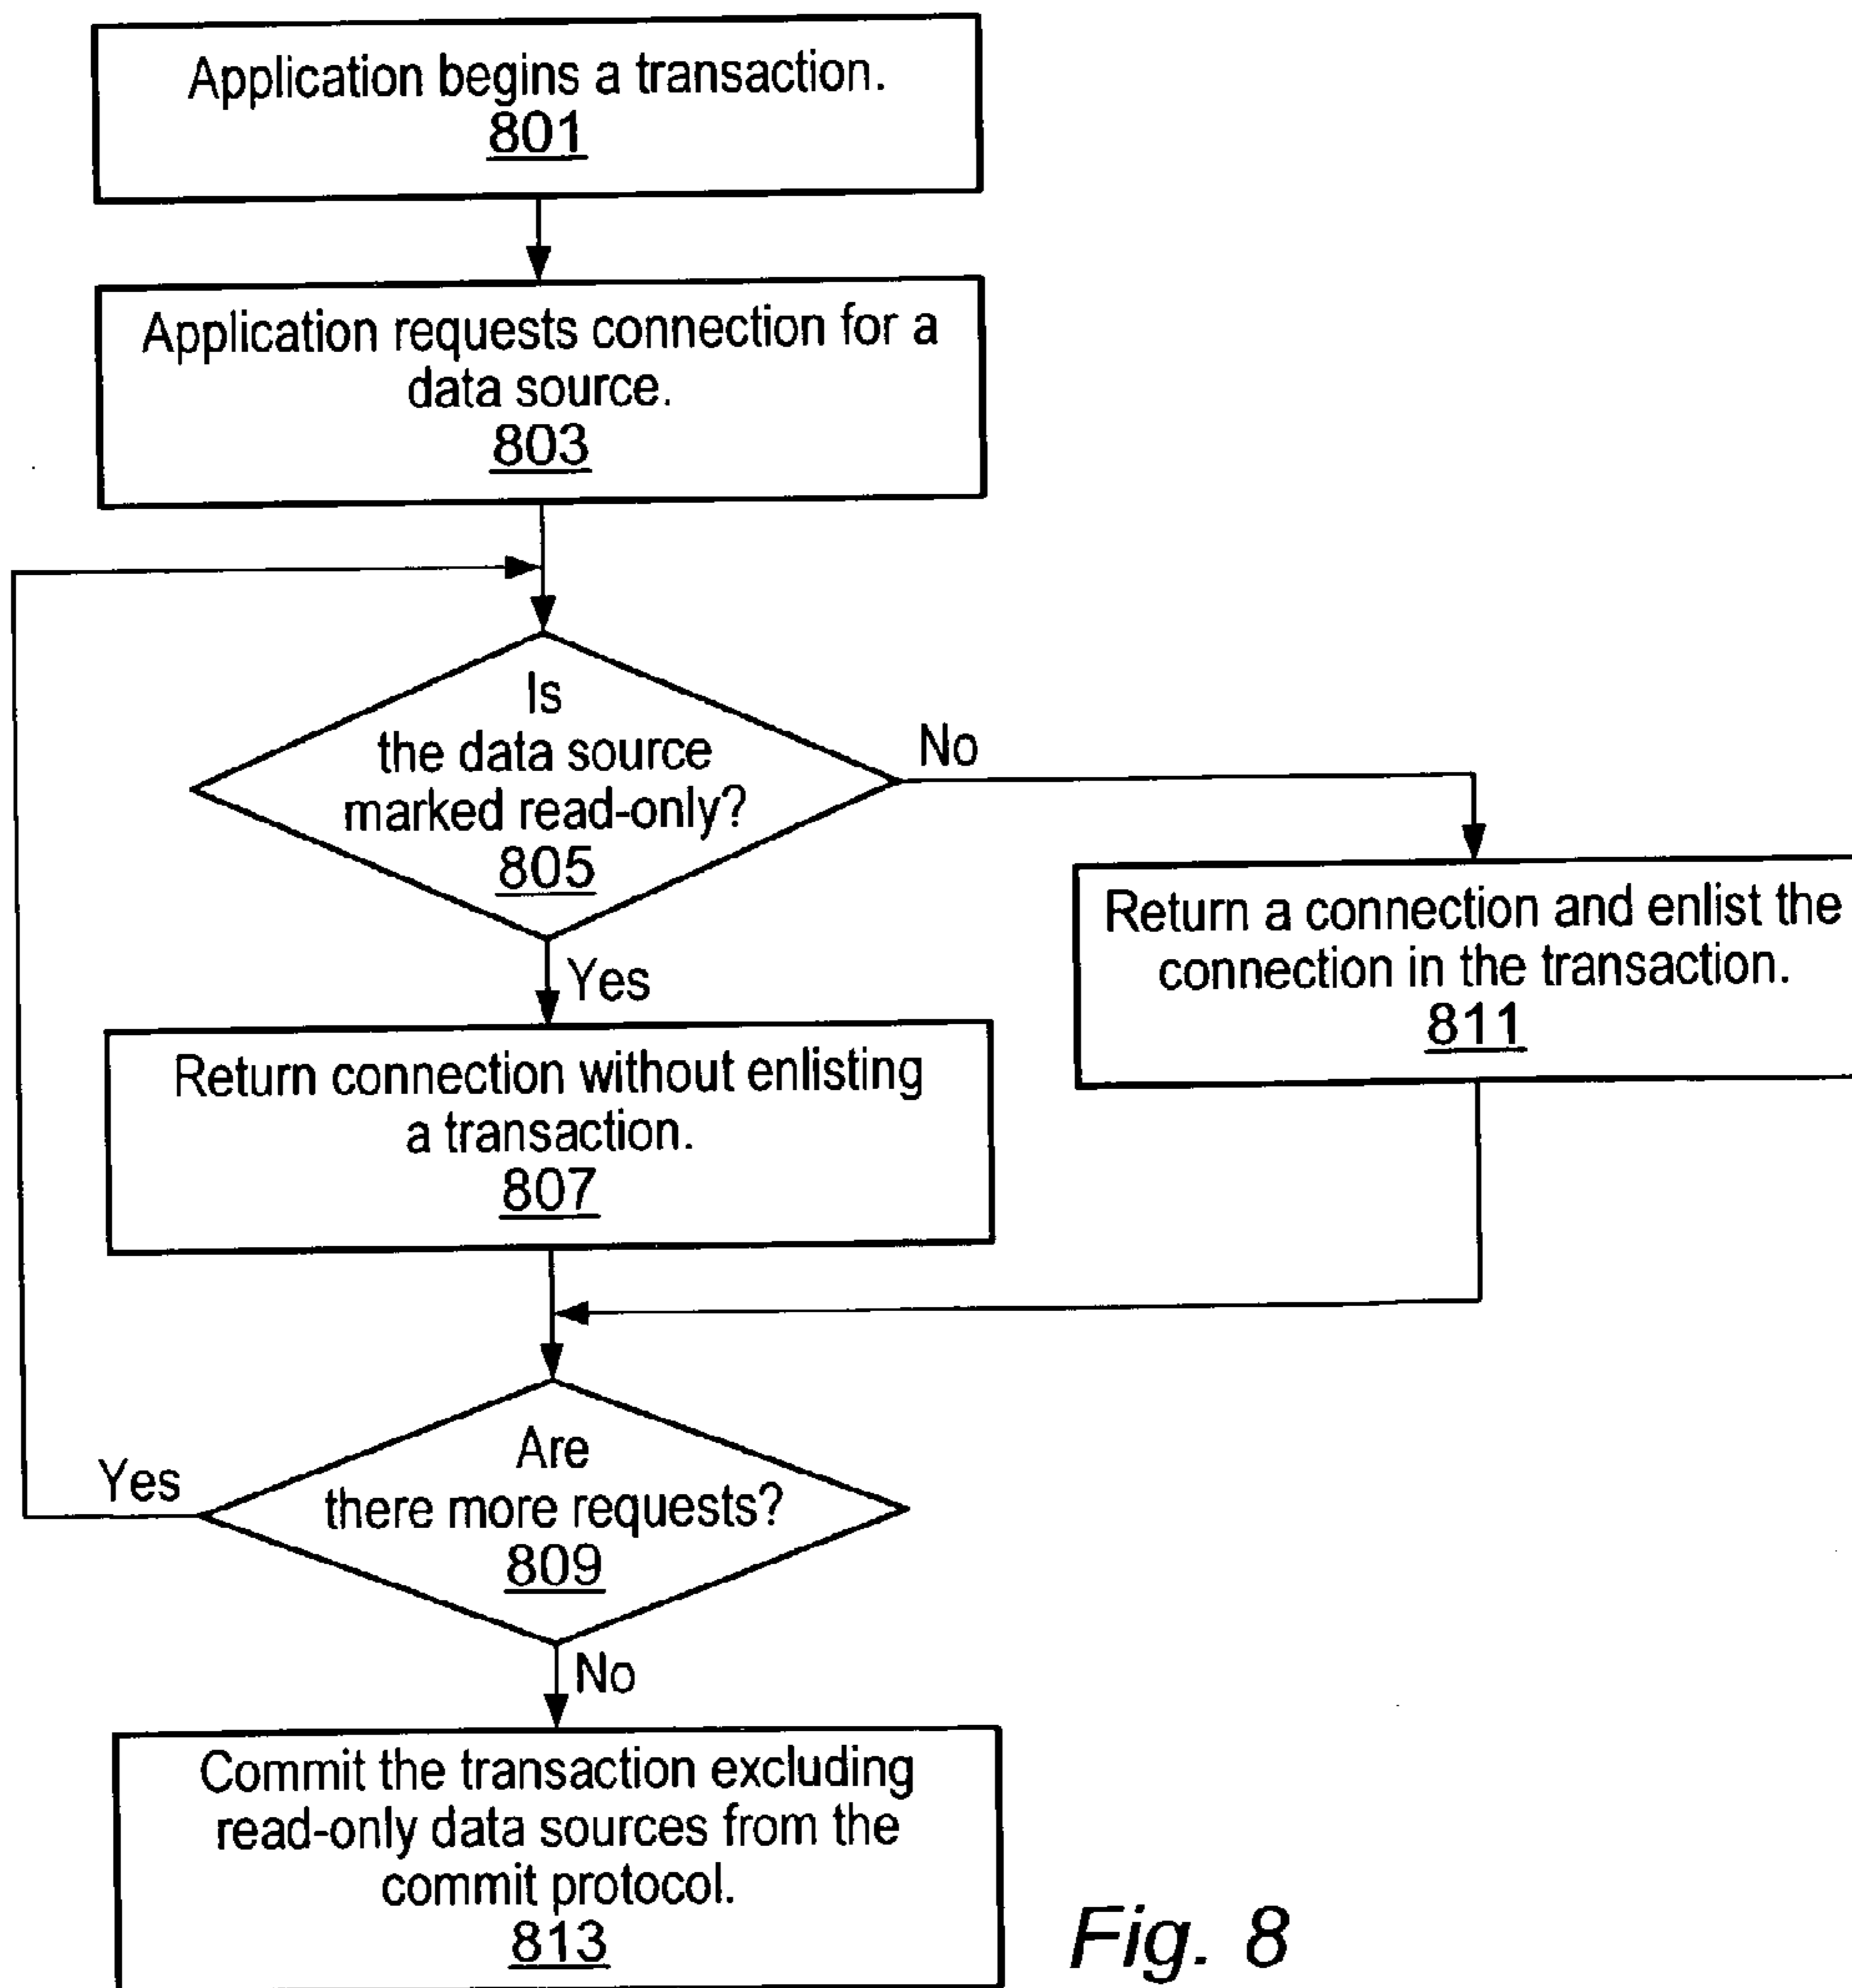 Application begins a transaction.
801
Application requests connection for a
data source.
803
Is
the data source
marked read-only?
805
No
Yes
Return a connection and enlist the
connection in the transaction.
811
Return connection without enlisting
a transaction.
807
Are
there more requests?
809
Yes
No
Commit the transaction excluding
read-only data sources from the
commit protocol.
813
Fig. 8